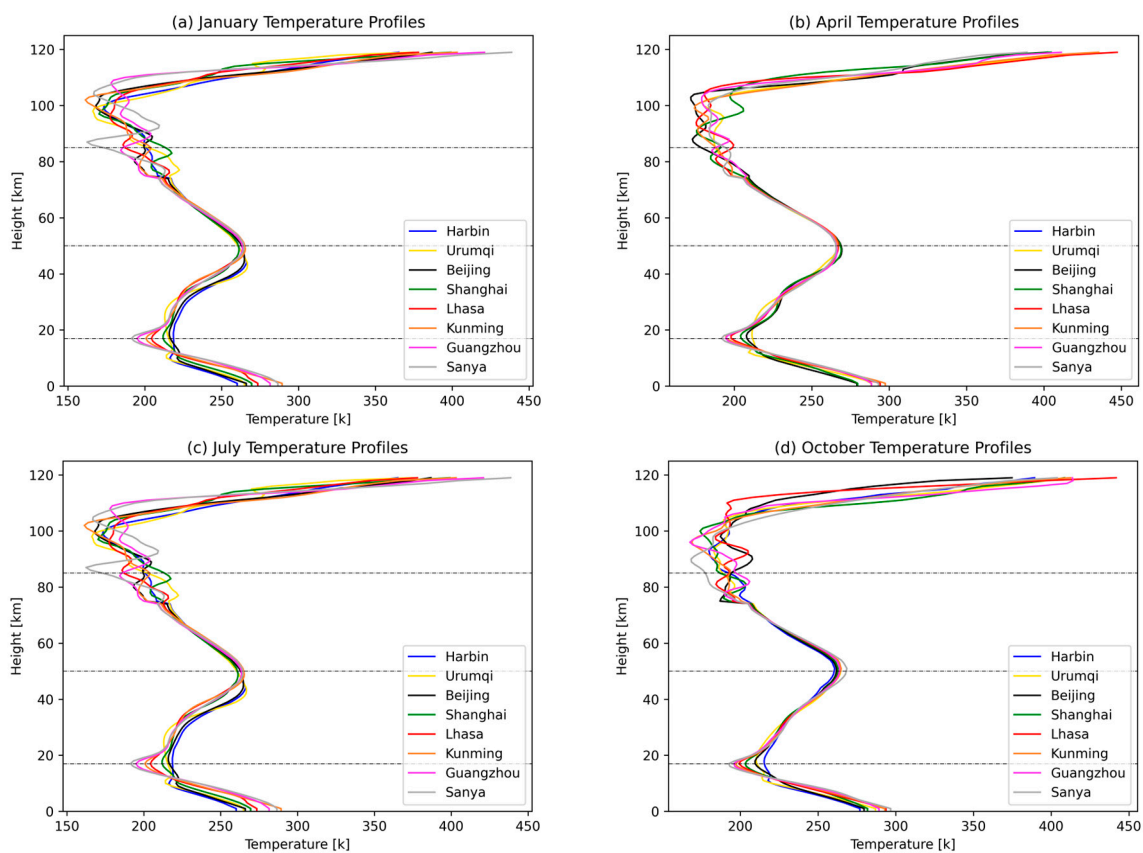 (a) January Temperature Profiles
Height [km]
120
100
80
60
40
20
0
150 200 250 300 350 400 450
Temperature [k]
Harbin
Urumqi
Beijing
Shanghai
Lhasa
Kunming
Guangzhou
Sanya
(b) April Temperature Profiles
Height [km]
120
100
80
60
40
20
0
200 250 300 350 400 450
Temperature [k]
Harbin
Urumqi
Beijing
Shanghai
Lhasa
Kunming
Guangzhou
Sanya
(c) July Temperature Profiles
Height [km]
120
100
80
60
40
20
0
150 200 250 300 350 400 450
Temperature [k]
Harbin
Urumqi
Beijing
Shanghai
Lhasa
Kunming
Guangzhou
Sanya
(d) October Temperature Profiles
Height [km]
120
100
80
60
40
20
0
200 250 300 350 400 450
Temperature [k]
Harbin
Urumqi
Beijing
Shanghai
Lhasa
Kunming
Guangzhou
Sanya